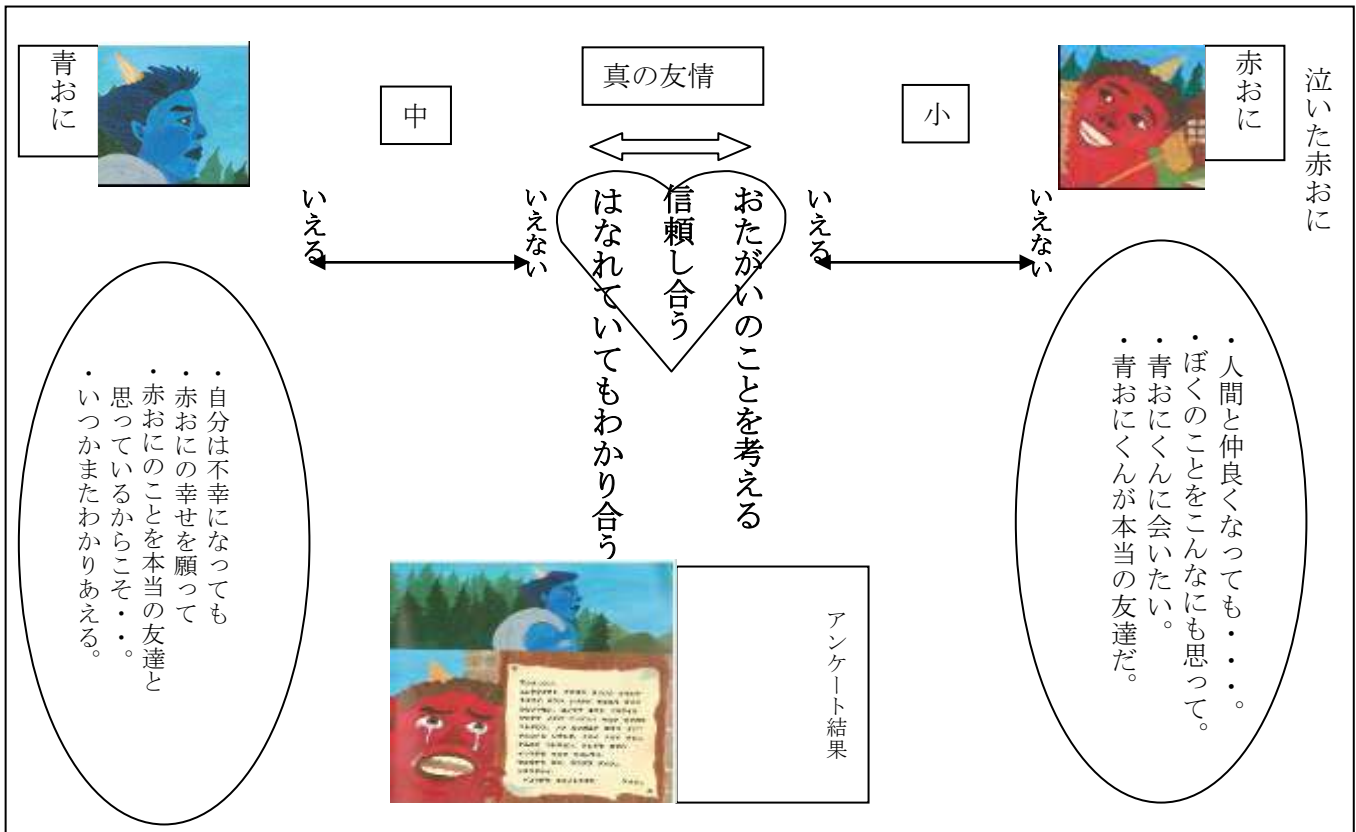 泣いた赤おに
赤おに
・人間と仲良くなっても・・・。
・ぼくのことをこんなにも思って。
・青おにくんに会いたい。
・青おにくんが本当の友達だ。
いえない
小
いえる
真の友情
おたがいのことを考える
信頼し合う
はなれていてもわかり合う
アンケート結果
いえない
中
いえる
青おに
・自分は不幸になっても
・赤おにの幸せを願って
・赤おにのことを本当の友達と
思っているからこそ・・。
・いつかまたわかりあえる。